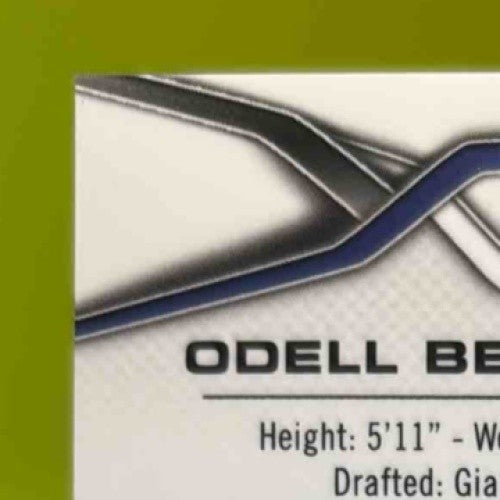 ODELL BE
Height: 5'11" - We
Drafted: Gia